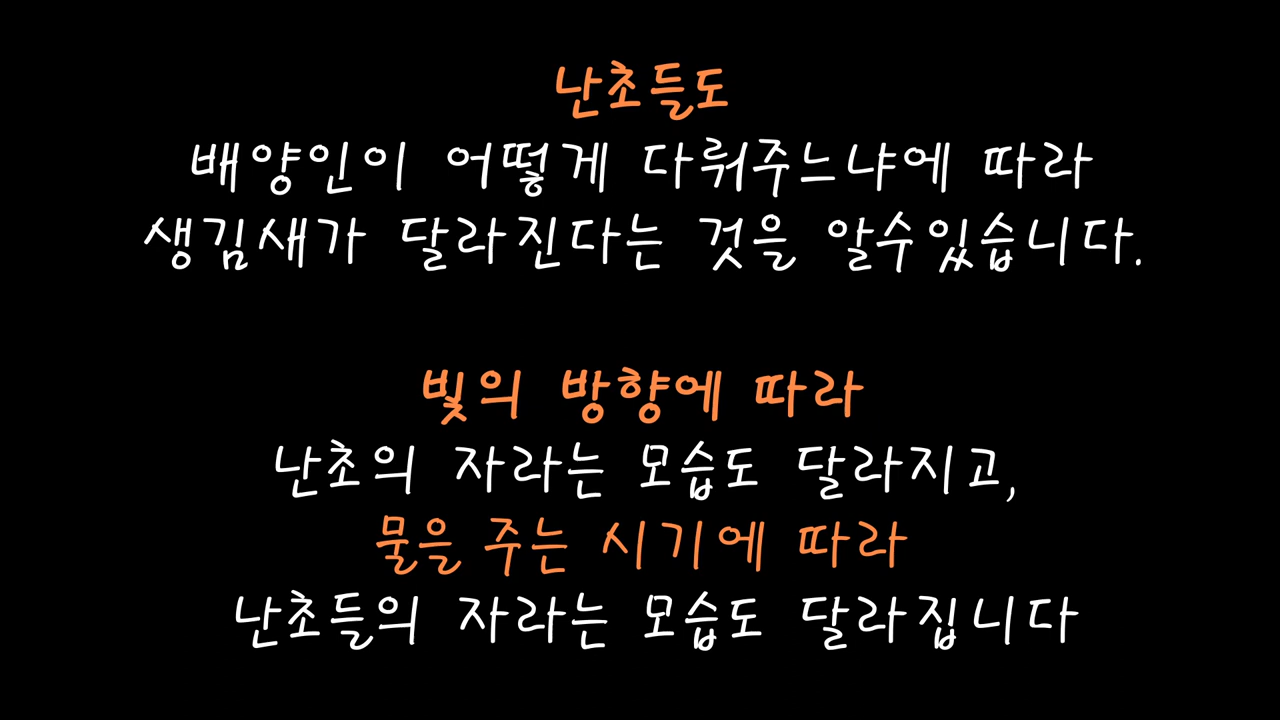 난초들도
배양인이 어떻게 다뤄주느냐에 따라
생김새가 달라진다는 것을 알수있습니다.
빛의 방향에 따라
난초의 자라는 모습도 달라지고,
물을 주는 시기에 따라
난초들의 자라는 모습도 달라집니다